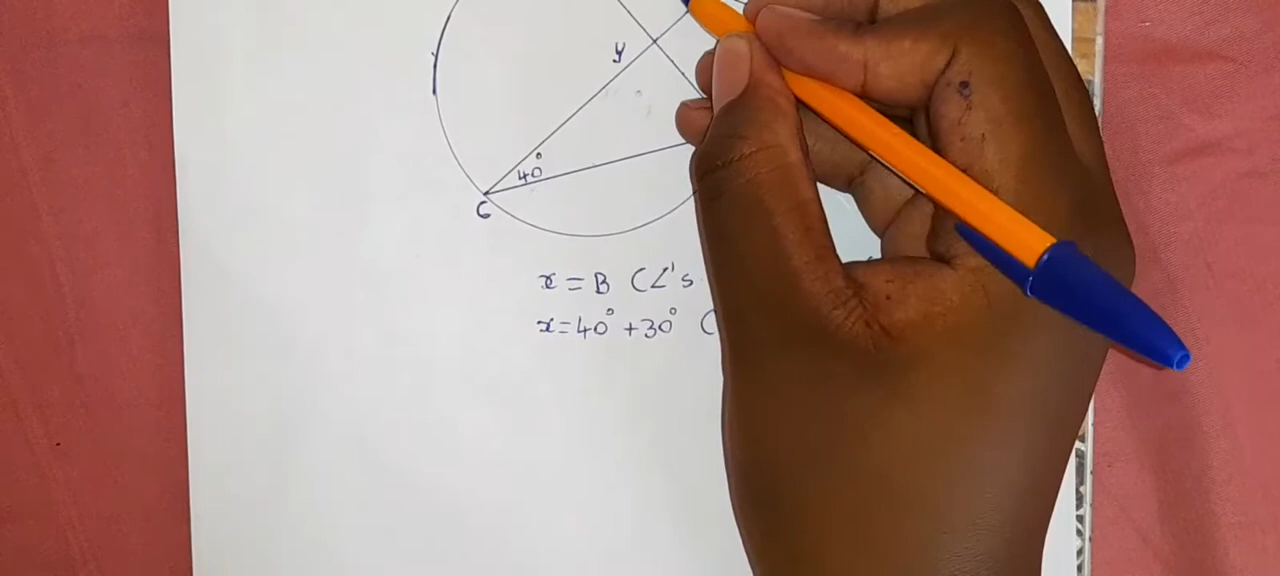 y
40°
C
x = B (∠'s
x = 40° + 30° (